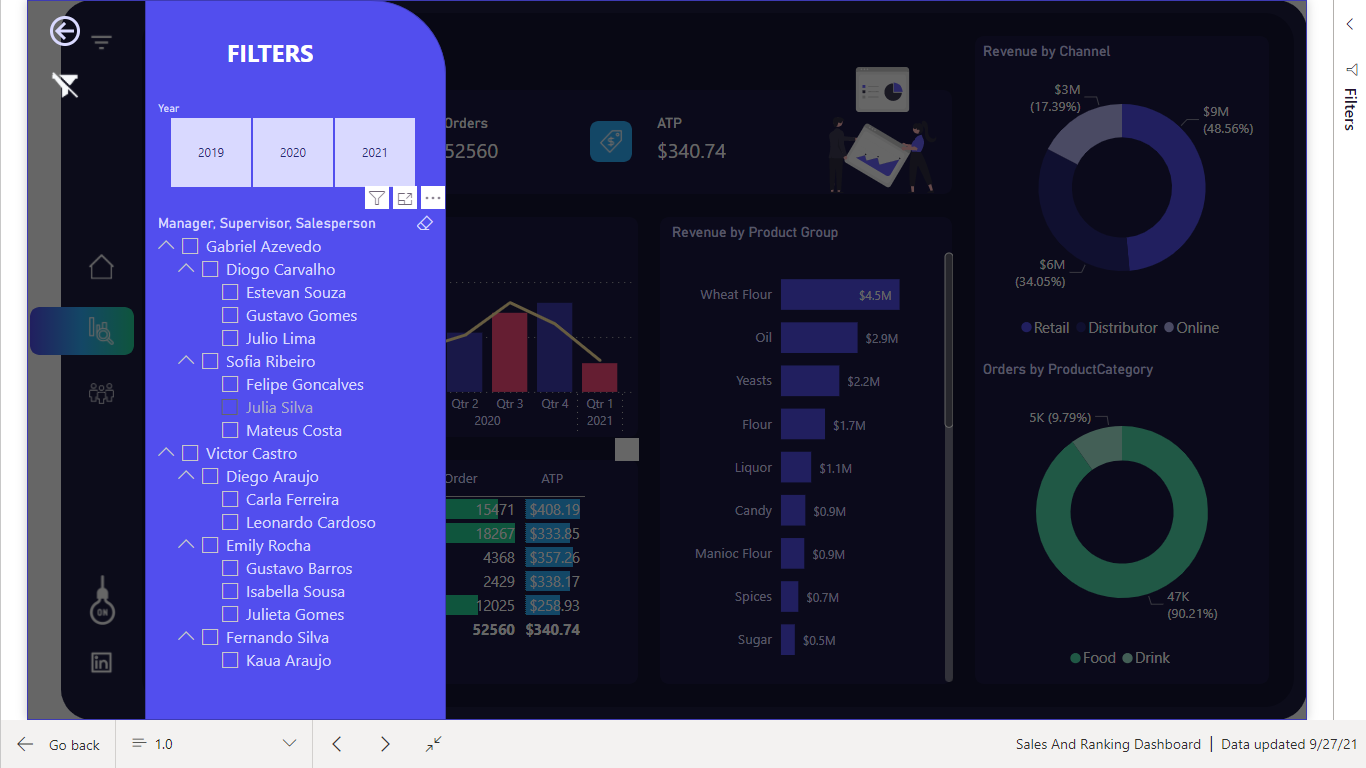 FILTERS
Year
2019
2020
2021
Manager, Supervisor, Salesperson
Gabriel Azevedo
Diogo Carvalho
Estevan Souza
Gustavo Gomes
Julio Lima
Sofia Ribeiro
Felipe Goncalves
Julia Silva
Mateus Costa
Victor Castro
Diego Araujo
Carla Ferreira
Leonardo Cardoso
Emily Rocha
Gustavo Barros
Isabella Sousa
Julieta Gomes
Fernando Silva
Kaua Araujo
ON
Orders
52560
ATP
$340.74
Qtr 2 Qtr 3 Qtr 4 Qtr 1
2020 2021
Order ATP
15471 $408.19
18267 $333.85
4368 $357.26
2429 $338.17
12025 $258.93
52560 $340.74
Revenue by Product Group
Wheat Flour $4.5M
Oil $2.9M
Yeasts $2.2M
Flour $1.7M
Liquor $1.1M
Candy $0.9M
Manioc Flour $0.9M
Spices $0.7M
Sugar $0.5M
Revenue by Channel
$3M
(17.39%)
$9M
(48.56%)
$6M
(34.05%)
Retail Distributor Online
Orders by ProductCategory
5K (9.79%)
47K
(90.21%)
Food Drink
Filters
Go back
1.0
Sales And Ranking Dashboard | Data updated 9/27/21